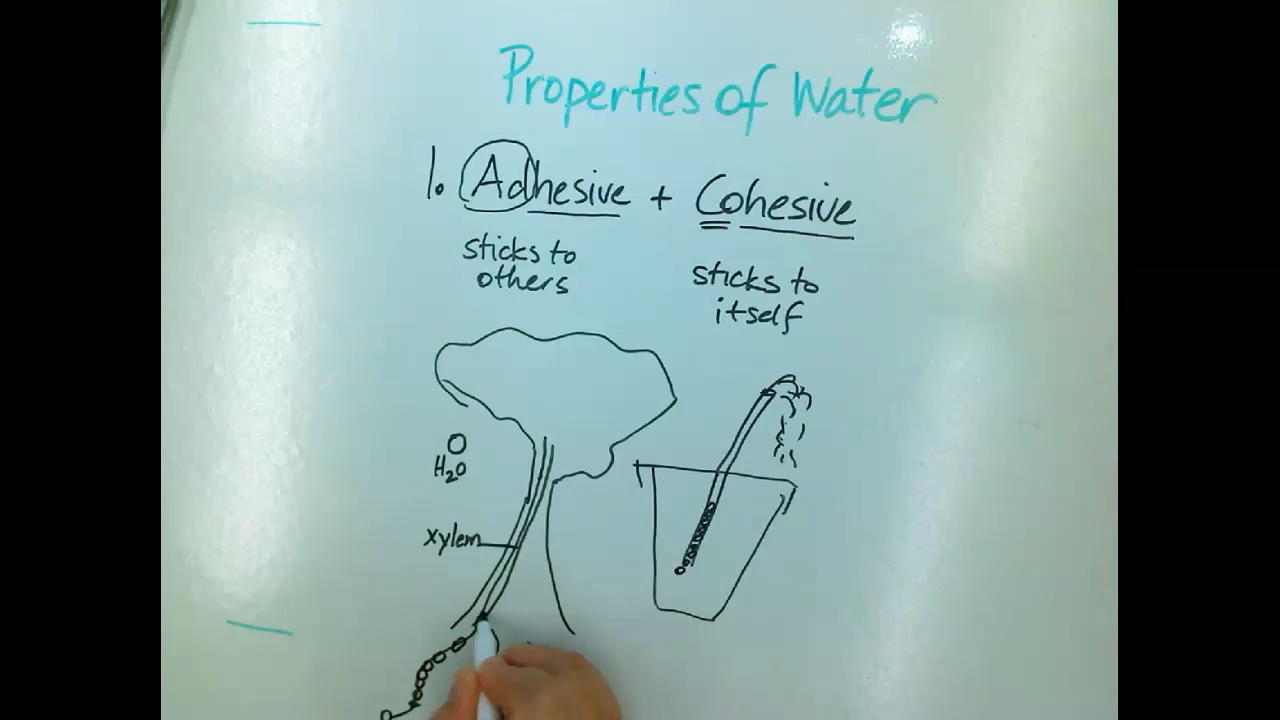 Properties of Water
1. Adhesive + Cohesive
sticks to
others
sticks to
itself
H₂O
xylem